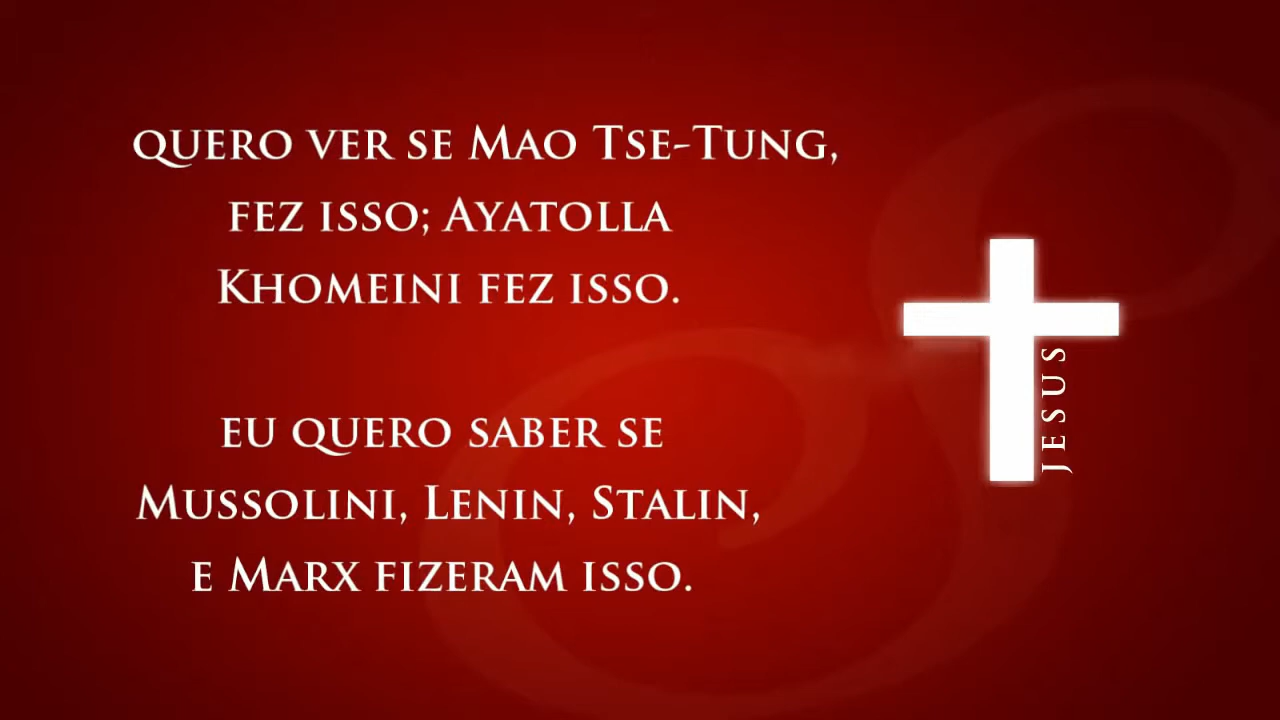 QUERO VER SE MAO TSE-TUNG,
FEZ ISSO; AYATOLLA
KHOMEINI FEZ ISSO.
EU QUERO SABER SE
MUSSOLINI, LENIN, STALIN,
E MARX FIZERAM ISSO.
JESUS